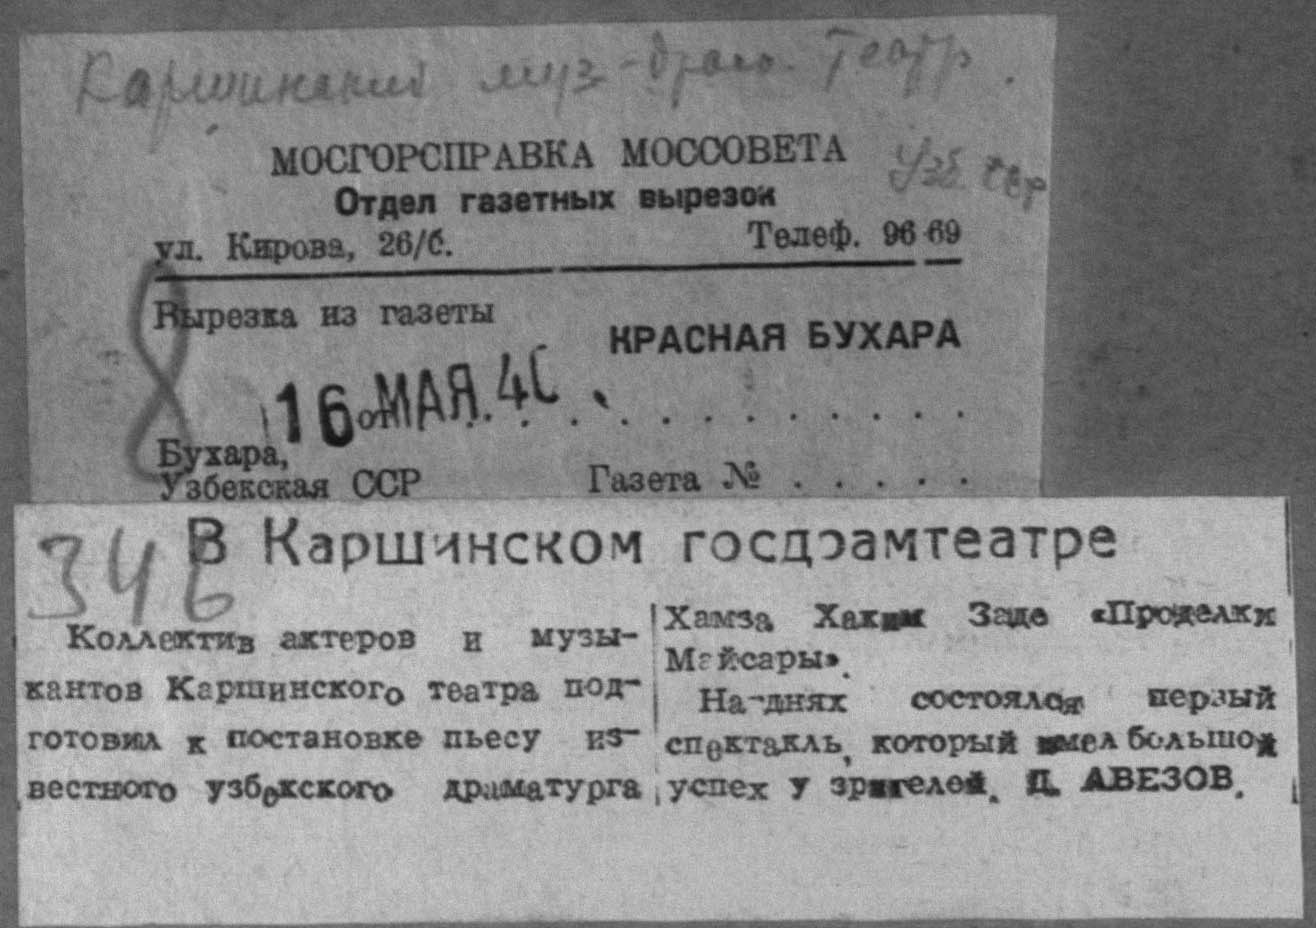 Каршинский муз-драм. Театр.
МОСГОРСПРАВКА МОССОВЕТА
Узб
Отдел газетных вырезок
ул. Кирова, 26/б. Телеф. 96-69
Вырезка из газеты
КРАСНАЯ БУХАРА
16 от МАЯ. 40
Бухара,
Узбекская ССР Газета № . . . . .
В Каршинском госдрамтеатре
346
Коллектив актеров и музы-
кантов Каршинского театра под-
готовил к постановке пьесу из-
вестного узбекского драматурга
Хамза Хаким Заде «Проделки
Майсары».
На-днях состоялся первый
спектакль, который имел большой
успех у зрителей. Д. АВЕЗОВ.